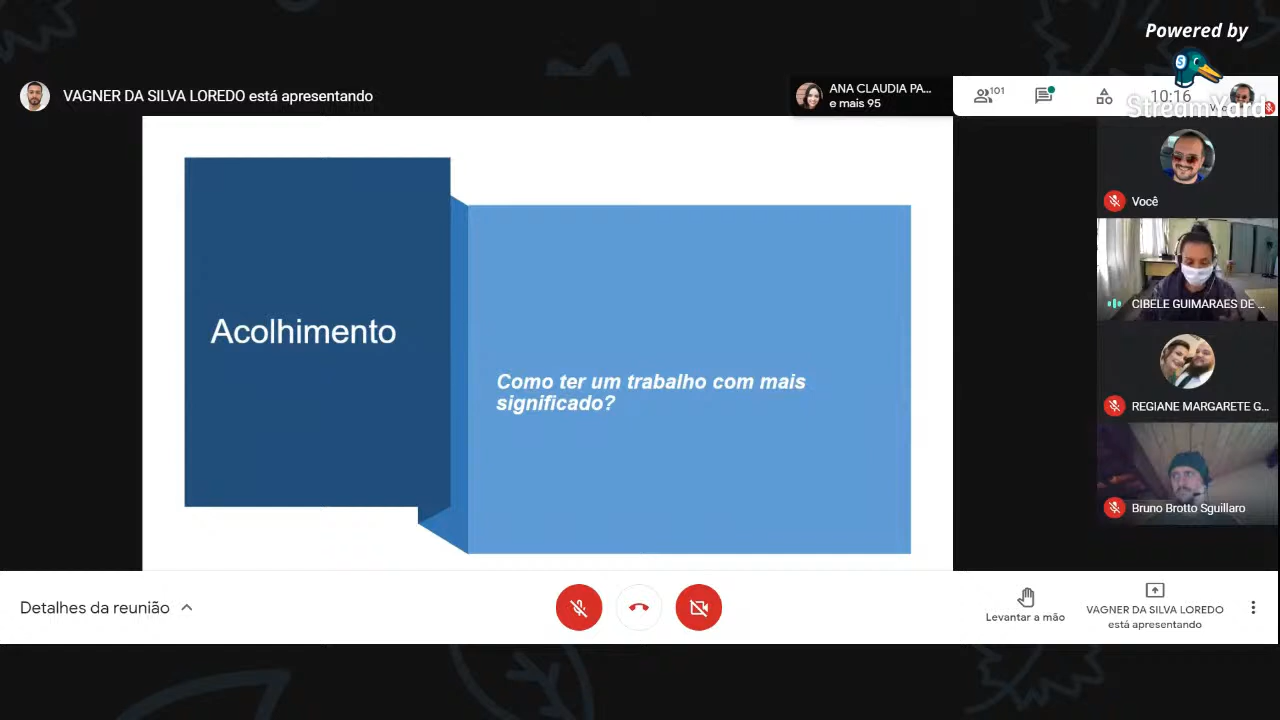 Powered by
StreamYard
VAGNER DA SILVA LOREDO está apresentando
ANA CLAUDIA PA...
e mais 95
101
10:16
Você
CIBELE GUIMARAES DE ...
REGIANE MARGARETE G...
Bruno Brotto Sguillaro
Acolhimento
Como ter um trabalho com mais
significado?
Detalhes da reunião
Levantar a mão
VAGNER DA SILVA LOREDO
está apresentando